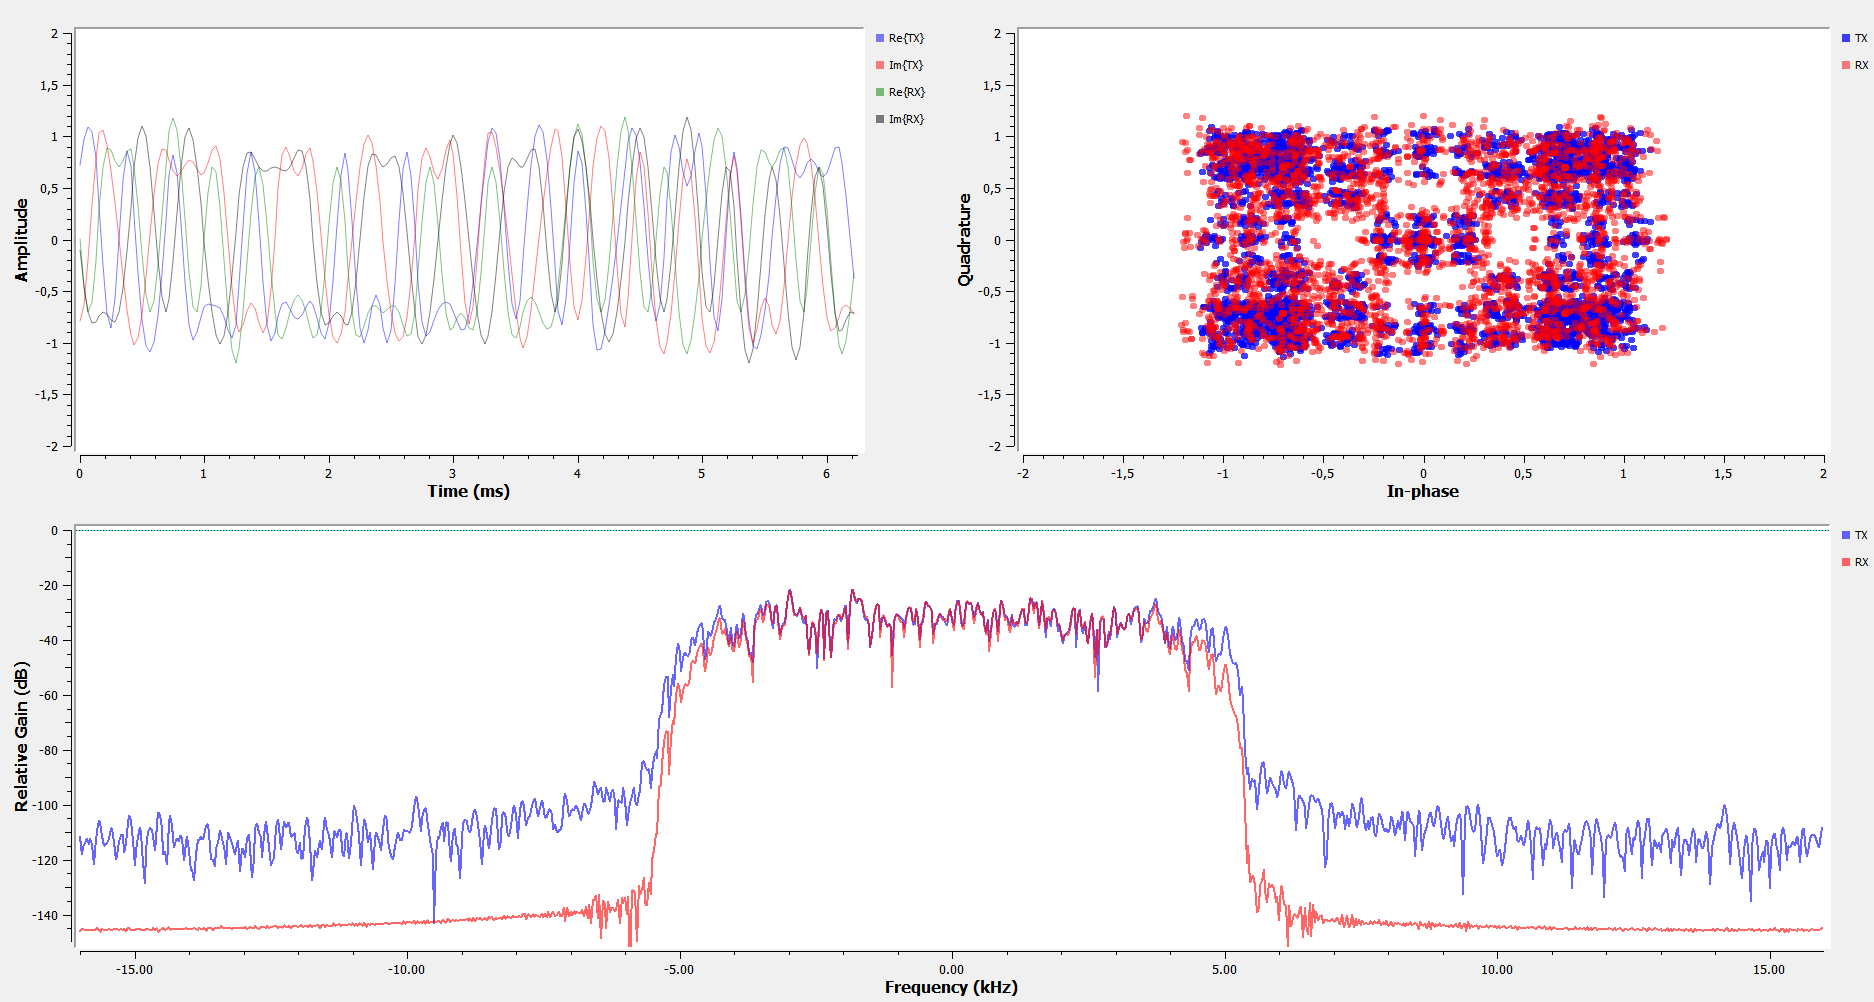 2
1,5
1
0,5
0
-0,5
-1
-1,5
-2
Amplitude
0 1 2 3 4 5 6
Time (ms)
Re{TX}
Im{TX}
Re{RX}
Im{RX}
2
1,5
1
0,5
0
-0,5
-1
-1,5
-2
Quadrature
-2 -1,5 -1 -0,5 0 0,5 1 1,5 2
In-phase
TX
RX
0
-20
-40
-60
-80
-100
-120
-140
Relative Gain (dB)
-15.00 -10.00 -5.00 0.00 5.00 10.00 15.00
Frequency (kHz)
TX
RX